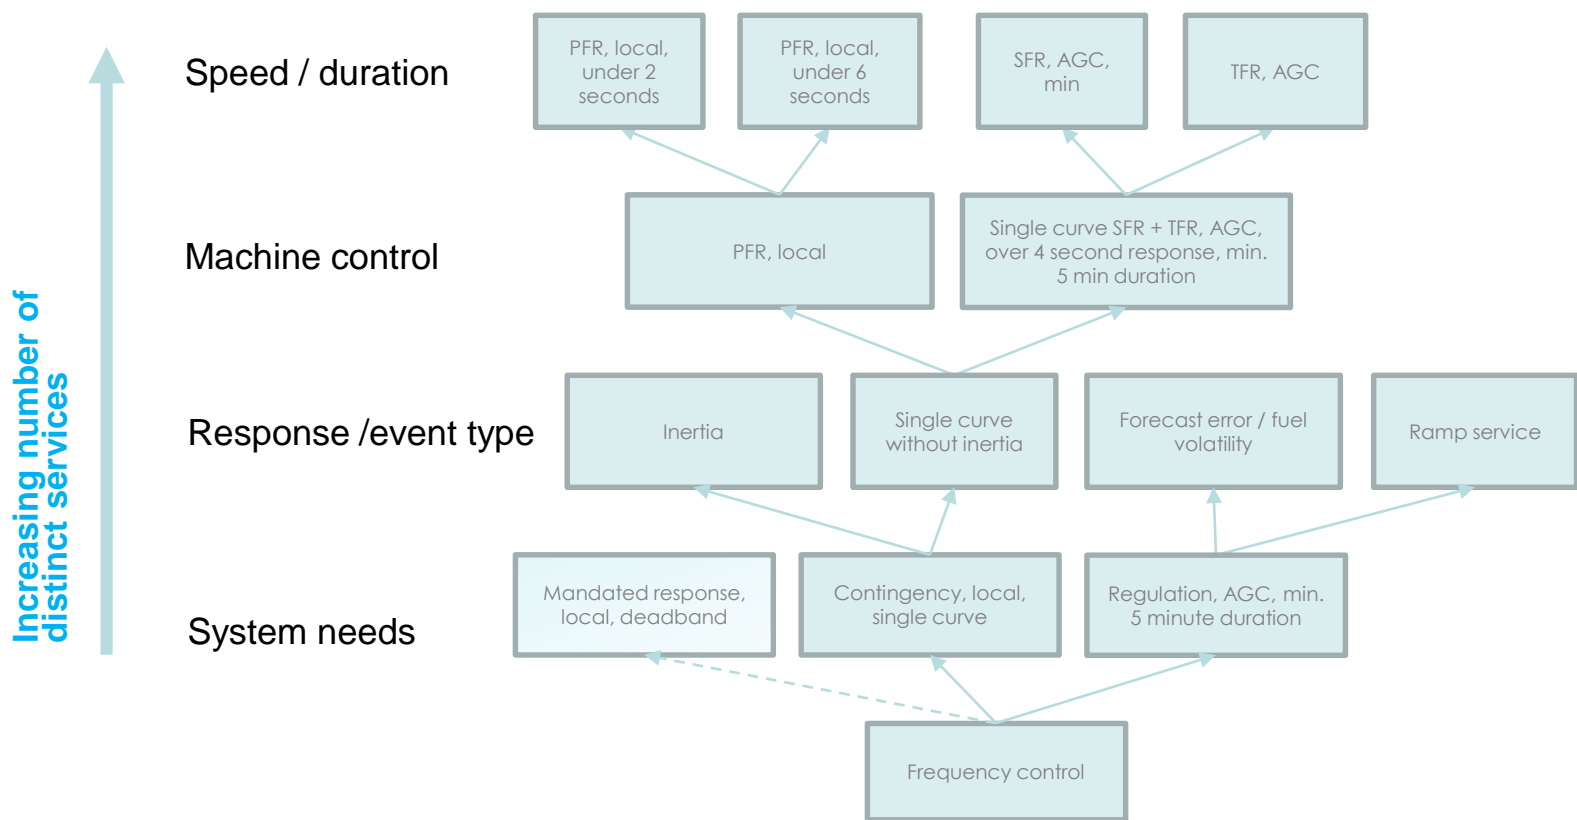 Speed / duration
PFR, local,
under 2
seconds
PFR, local,
under 6
seconds
SFR, AGC,
min
TFR, AGC
Machine control
PFR, local
Single curve SFR + TFR, AGC,
over 4 second response, min.
5 min duration
Increasing number of
distinct services
Response /event type
Inertia
Single curve
without inertia
Forecast error / fuel
volatility
Ramp service
System needs
Mandated response,
local, deadband
Contingency, local,
single curve
Regulation, AGC, min.
5 minute duration
Frequency control